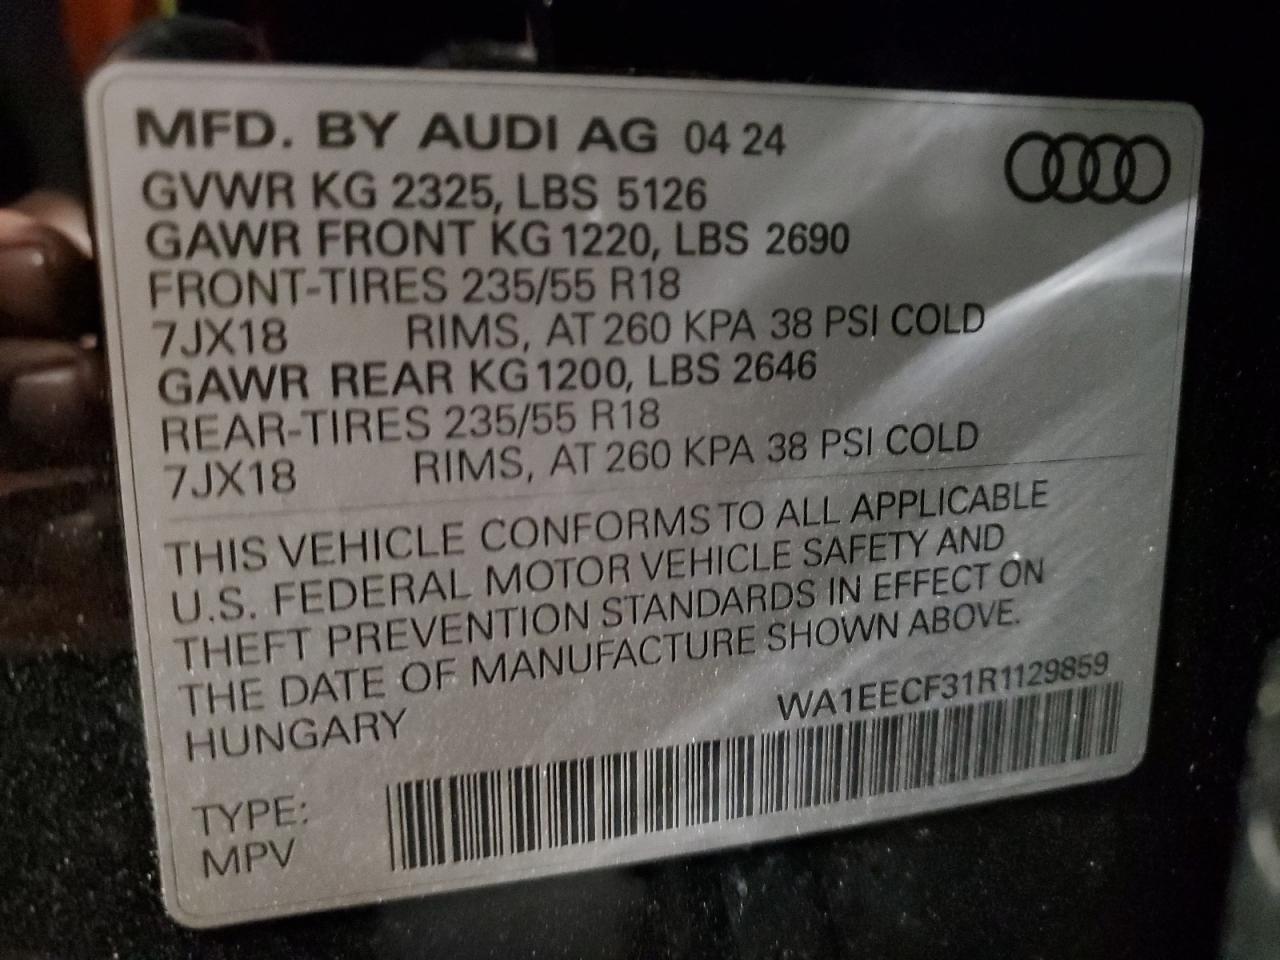 MFD. BY AUDI AG 04 24
GVWR KG 2325, LBS 5126
GAWR FRONT KG 1220, LBS 2690
FRONT-TIRES 235/55 R18
7JX18 RIMS, AT 260 KPA 38 PSI COLD
GAWR REAR KG 1200, LBS 2646
REAR-TIRES 235/55 R18
7JX18 RIMS, AT 260 KPA 38 PSI COLD
THIS VEHICLE CONFORMS TO ALL APPLICABLE
U.S. FEDERAL MOTOR VEHICLE SAFETY AND
THEFT PREVENTION STANDARDS IN EFFECT ON
THE DATE OF MANUFACTURE SHOWN ABOVE.
HUNGARY WA1EECF31R1129859
TYPE:
MPV